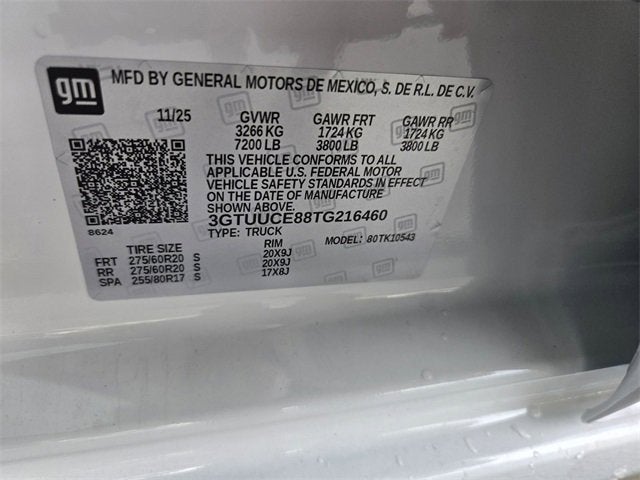 gm
MFD BY GENERAL MOTORS DE MEXICO, S. DE R.L. DE C.V.
11/25 GVWR GAWR FRT GAWR RR
3266 KG 1724 KG 1724 KG
7200 LB 3800 LB 3800 LB
THIS VEHICLE CONFORMS TO ALL
APPLICABLE U.S. FEDERAL MOTOR
VEHICLE SAFETY STANDARDS IN EFFECT
ON THE DATE OF MANUFACTURE
SHOWN ABOVE.
8624 3GTUUCE88TG216460
TYPE: TRUCK MODEL: 80TK10543
TIRE SIZE RIM
FRT 275/60R20 S 20X9J
RR 275/60R20 S 20X9J
SPA 255/80R17 S 17X8J